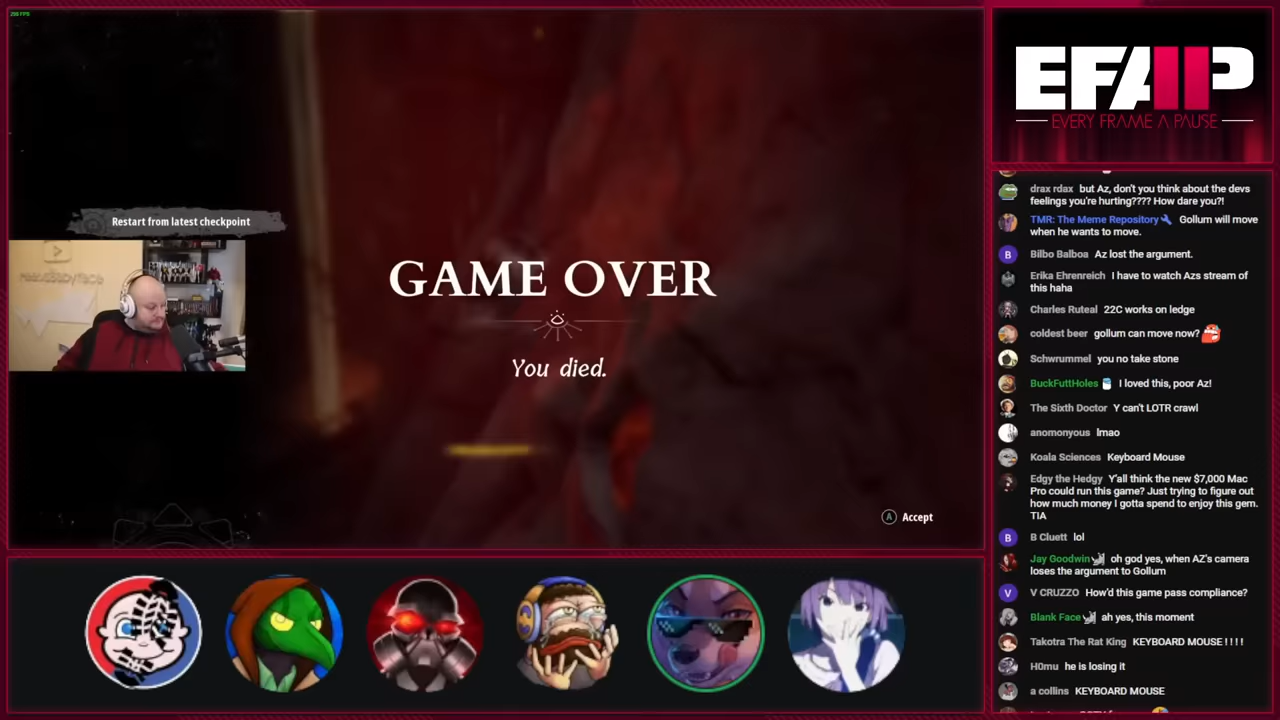 298 FPS
Restart from latest checkpoint
GAME OVER
You died.
A Accept
EFAP
EVERY FRAME A PAUSE
drax rdax but Az, don't you think about the devs
feelings you're hurting???? How dare you?!
TMR: The Meme Repository Gollum will move
when he wants to move.
B Bilbo Balboa Az lost the argument.
Erika Ehrenreich I have to watch Azs stream of
this haha
Charles Ruteal 22C works on ledge
coldest beer gollum can move now?
Schwrummel you no take stone
BuckFuttHoles I loved this, poor Az!
The Sixth Doctor Y can't LOTR crawl
anomonyous lmao
Koala Sciences Keyboard Mouse
Edgy the Hedgy Y'all think the new $7,000 Mac
Pro could run this game? Just trying to figure out
how much money i gotta spend to enjoy this gem.
TIA
B B Cluett lol
Jay Goodwin oh god yes, when AZ's camera
loses the argument to Gollum
V V CRUZZO How'd this game pass compliance?
Blank Face ah yes, this moment
Takotra The Rat King KEYBOARD MOUSE ! ! ! !
H0mu he is losing it
a collins KEYBOARD MOUSE